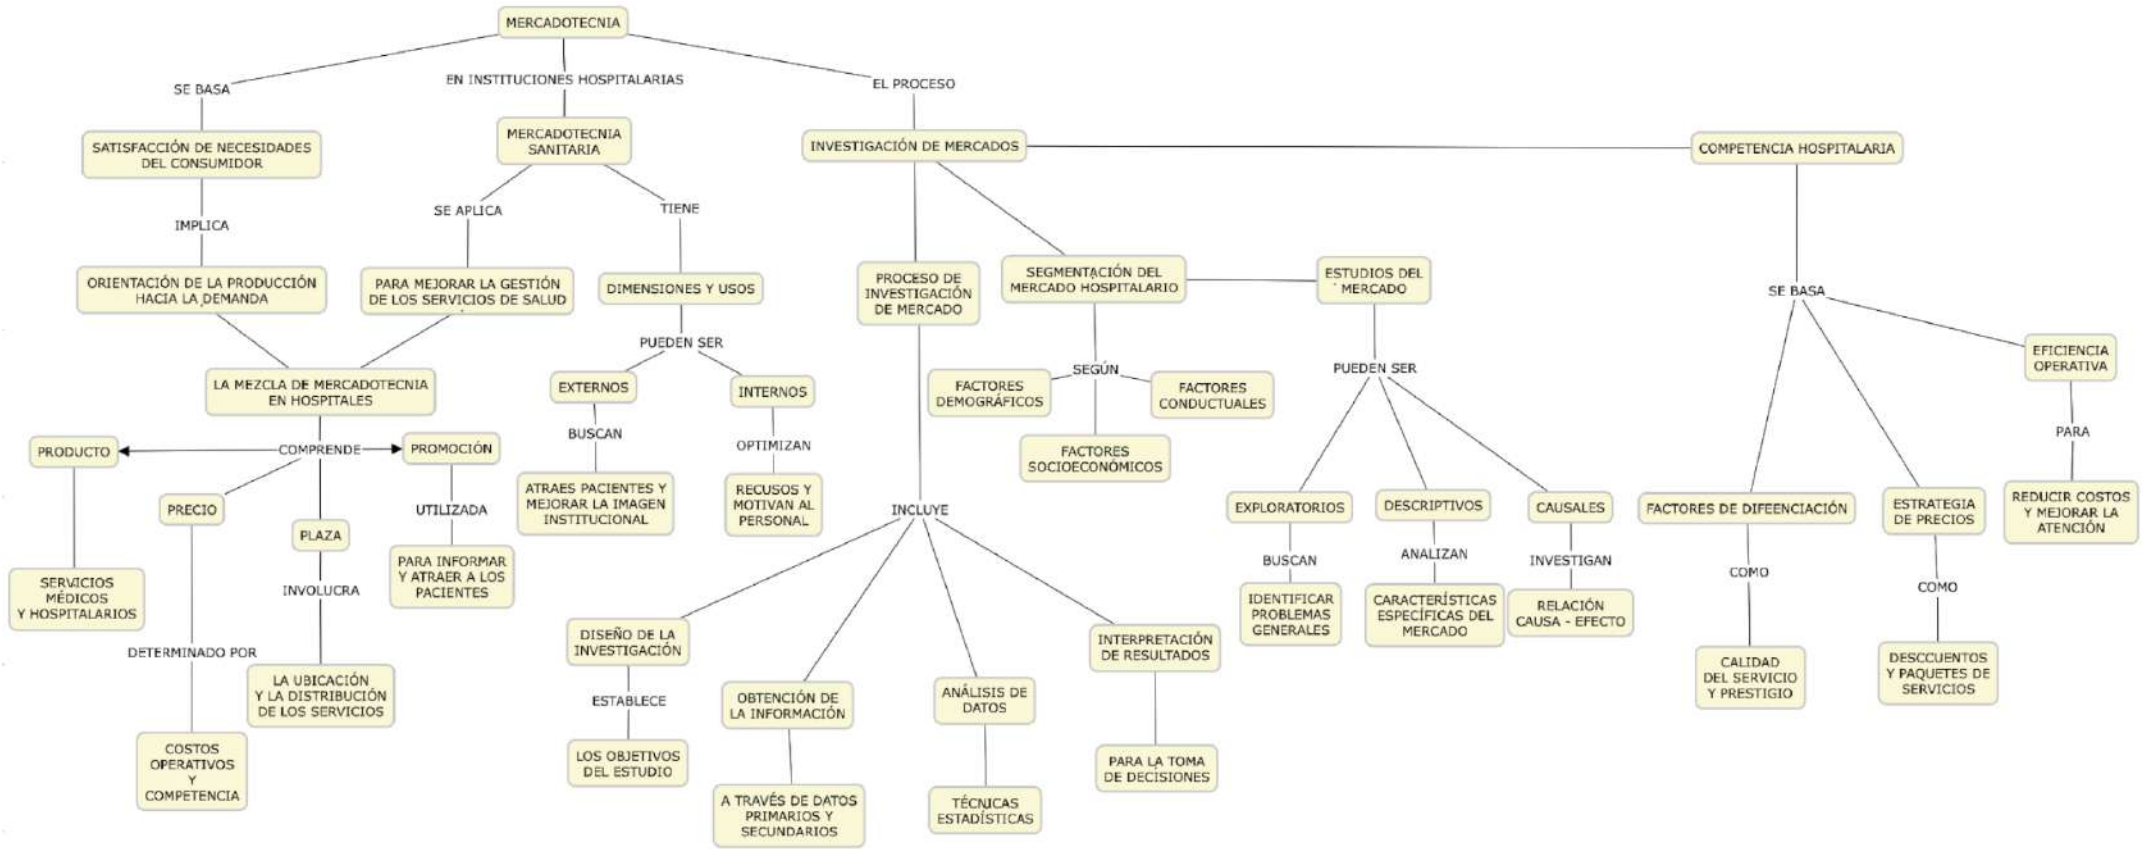 MERCADOTECNIA
SE BASA
EN INSTITUCIONES HOSPITALARIAS
EL PROCESO
SATISFACCIÓN DE NECESIDADES
DEL CONSUMIDOR
MERCADOTECNIA
SANITARIA
INVESTIGACIÓN DE MERCADOS
COMPETENCIA HOSPITALARIA
IMPLICA
SE APLICA
TIENE
ORIENTACIÓN DE LA PRODUCCIÓN
HACIA LA DEMANDA
PARA MEJORAR LA GESTIÓN
DE LOS SERVICIOS DE SALUD
DIMENSIONES Y USOS
PROCESO DE
INVESTIGACIÓN
DE MERCADO
SEGMENTACIÓN DEL
MERCADO HOSPITALARIO
ESTUDIOS DEL
MERCADO
SE BASA
PUEDEN SER
EFICIENCIA
OPERATIVA
LA MEZCLA DE MERCADOTECNIA
EN HOSPITALES
EXTERNOS
INTERNOS
SEGÚN
FACTORES
DEMOGRÁFICOS
FACTORES
CONDUCTUALES
FACTORES
SOCIOECONÓMICOS
PUEDEN SER
PARA
BUSCAN
OPTIMIZAN
PRODUCTO
COMPRENDE
PROMOCIÓN
PRECIO
PLAZA
UTILIZADA
ATRAES PACIENTES Y
MEJORAR LA IMAGEN
INSTITUCIONAL
RECUSOS Y
MOTIVAN AL
PERSONAL
INCLUYE
EXPLORATORIOS
DESCRIPTIVOS
CAUSALES
FACTORES DE DIFEENCIACIÓN
ESTRATEGIA
DE PRECIOS
REDUCIR COSTOS
Y MEJORAR LA
ATENCIÓN
SERVICIOS
MÉDICOS
Y HOSPITALARIOS
INVOLUCRA
PARA INFORMAR
Y ATRAER A LOS
PACIENTES
BUSCAN
ANALIZAN
INVESTIGAN
COMO
COMO
IDENTIFICAR
PROBLEMAS
GENERALES
CARACTERÍSTICAS
ESPECÍFICAS DEL
MERCADO
RELACIÓN
CAUSA - EFECTO
DETERMINADO POR
LA UBICACIÓN
Y LA DISTRIBUCIÓN
DE LOS SERVICIOS
DISEÑO DE LA
INVESTIGACIÓN
INTERPRETACIÓN
DE RESULTADOS
ESTABLECE
OBTENCIÓN DE
LA INFORMACIÓN
ANÁLISIS DE
DATOS
CALIDAD
DEL SERVICIO
Y PRESTIGIO
DESCCUENTOS
Y PAQUETES DE
SERVICIOS
COSTOS
OPERATIVOS
Y
COMPETENCIA
LOS OBJETIVOS
DEL ESTUDIO
A TRAVÉS DE DATOS
PRIMARIOS Y
SECUNDARIOS
TÉCNICAS
ESTADÍSTICAS
PARA LA TOMA
DE DECISIONES